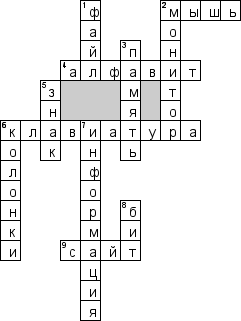 1 ф 2 м ы ш ь
а о
й 3 п н
4 а л ф а в и т
5 з м т
н я о
6 к л а в 7 и а т у р а
о к н ь
л ф
о о
н р 8 б
к м и
и 9 с а й т
ц
и
я